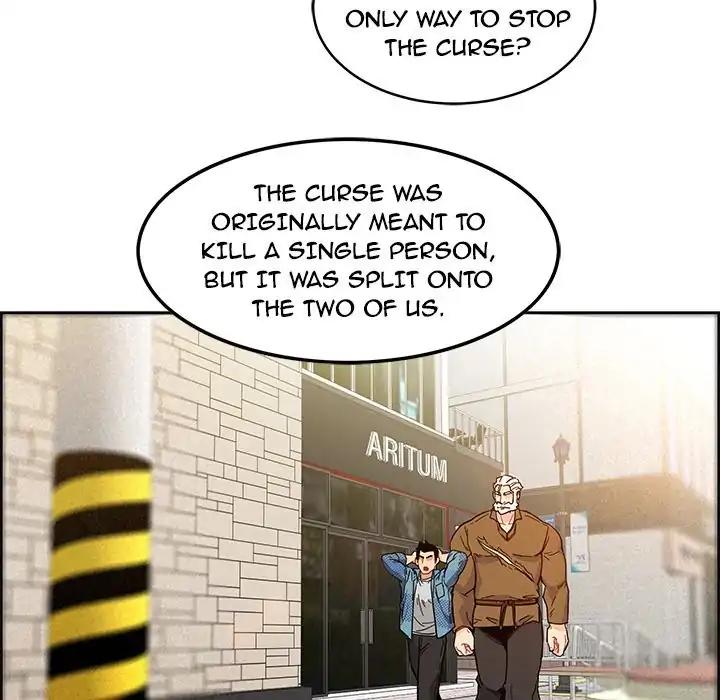 ONLY WAY TO STOP
THE CURSE?
THE CURSE WAS
ORIGINALLY MEANT TO
KILL A SINGLE PERSON,
BUT IT WAS SPLIT ONTO
THE TWO OF US.
ARITUM